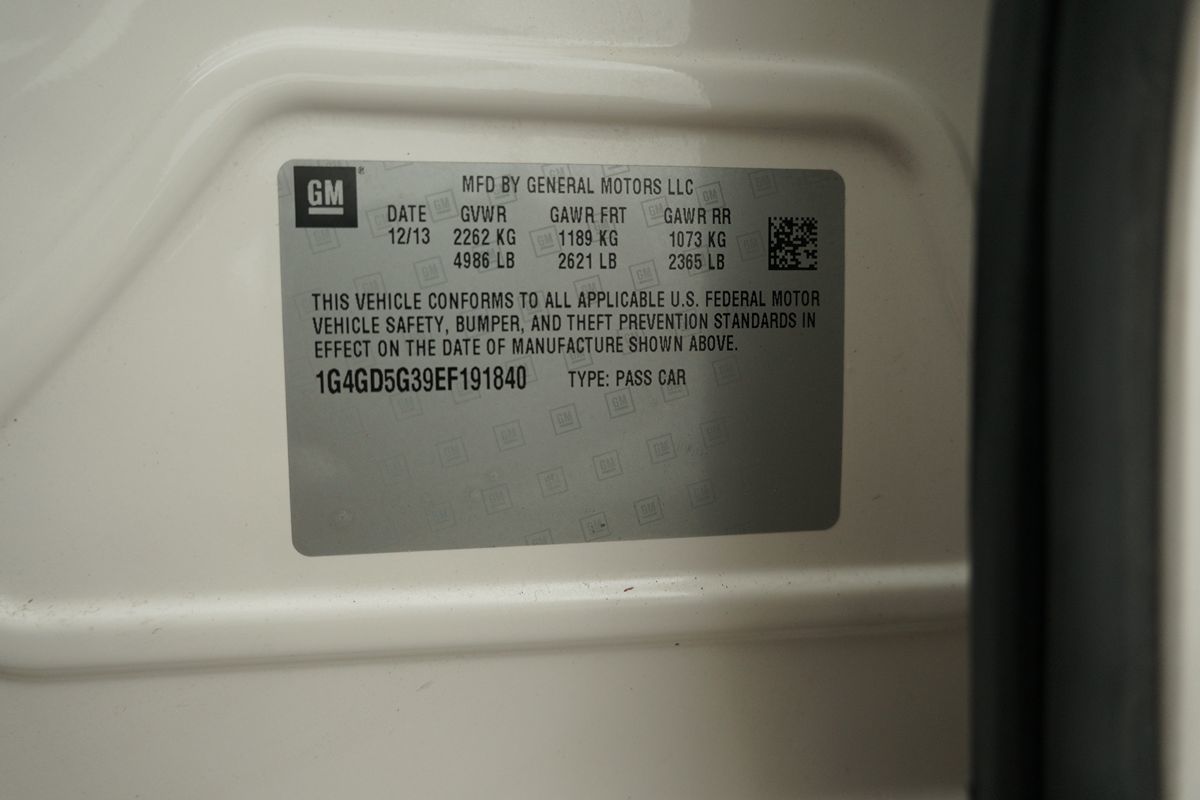 GM® MFD BY GENERAL MOTORS LLC
DATE GVWR GAWR FRT GAWR RR
12/13 2262 KG 1189 KG 1073 KG
4986 LB 2621 LB 2365 LB
THIS VEHICLE CONFORMS TO ALL APPLICABLE U.S. FEDERAL MOTOR
VEHICLE SAFETY, BUMPER, AND THEFT PREVENTION STANDARDS IN
EFFECT ON THE DATE OF MANUFACTURE SHOWN ABOVE.
1G4GD5G39EF191840 TYPE: PASS CAR